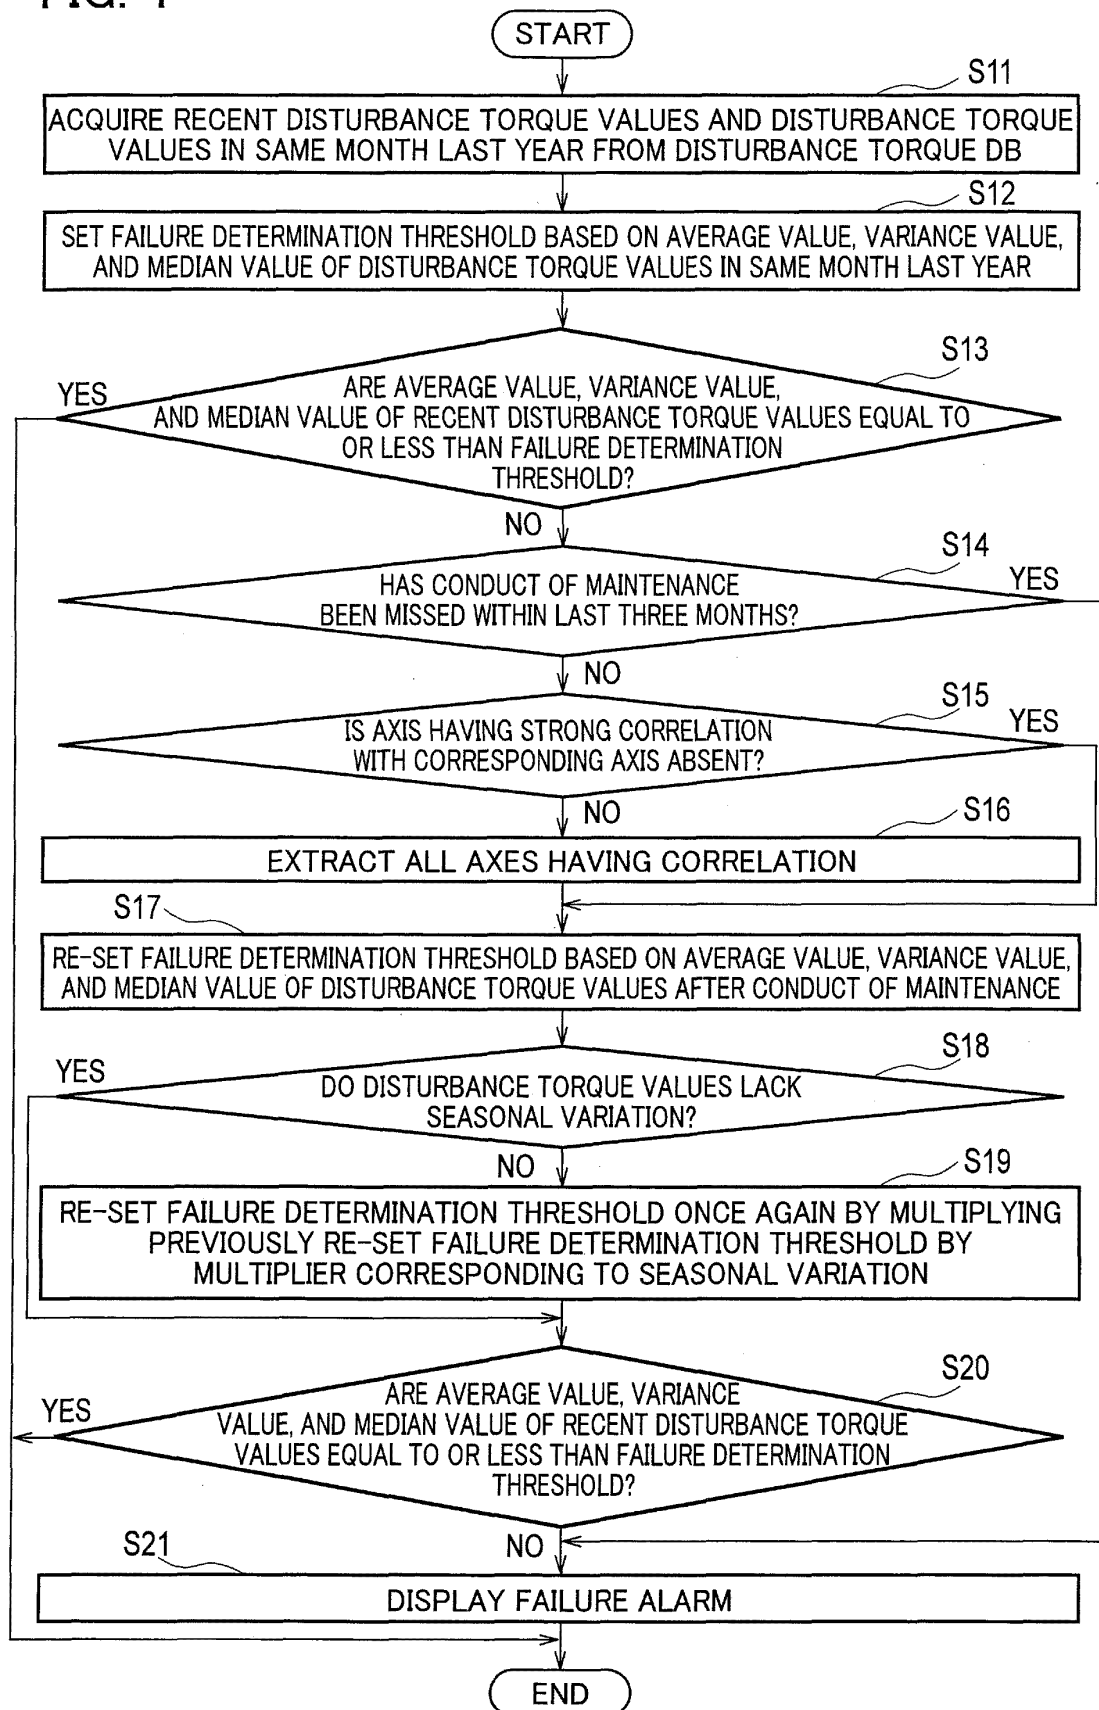 START
S11
ACQUIRE RECENT DISTURBANCE TORQUE VALUES AND DISTURBANCE TORQUE
VALUES IN SAME MONTH LAST YEAR FROM DISTURBANCE TORQUE DB
S12
SET FAILURE DETERMINATION THRESHOLD BASED ON AVERAGE VALUE, VARIANCE VALUE,
AND MEDIAN VALUE OF DISTURBANCE TORQUE VALUES IN SAME MONTH LAST YEAR
S13
YES
ARE AVERAGE VALUE, VARIANCE VALUE,
AND MEDIAN VALUE OF RECENT DISTURBANCE TORQUE VALUES EQUAL TO
OR LESS THAN FAILURE DETERMINATION
THRESHOLD?
NO
S14
HAS CONDUCT OF MAINTENANCE
BEEN MISSED WITHIN LAST THREE MONTHS?
YES
NO
S15
IS AXIS HAVING STRONG CORRELATION
WITH CORRESPONDING AXIS ABSENT?
YES
NO
S16
EXTRACT ALL AXES HAVING CORRELATION
S17
RE-SET FAILURE DETERMINATION THRESHOLD BASED ON AVERAGE VALUE, VARIANCE VALUE,
AND MEDIAN VALUE OF DISTURBANCE TORQUE VALUES AFTER CONDUCT OF MAINTENANCE
S18
YES
DO DISTURBANCE TORQUE VALUES LACK
SEASONAL VARIATION?
NO
S19
RE-SET FAILURE DETERMINATION THRESHOLD ONCE AGAIN BY MULTIPLYING
PREVIOUSLY RE-SET FAILURE DETERMINATION THRESHOLD BY
MULTIPLIER CORRESPONDING TO SEASONAL VARIATION
S20
YES
ARE AVERAGE VALUE, VARIANCE
VALUE, AND MEDIAN VALUE OF RECENT DISTURBANCE TORQUE
VALUES EQUAL TO OR LESS THAN FAILURE DETERMINATION
THRESHOLD?
NO
S21
DISPLAY FAILURE ALARM
END